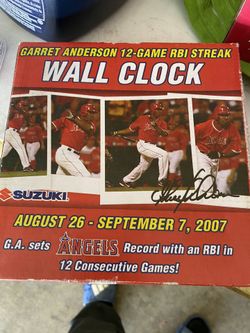 GARRET ANDERSON 12-GAME RBI STREAK
WALL CLOCK
SUZUKI
AUGUST 26 - SEPTEMBER 7, 2007
G.A. sets ANGELS Record with an RBI in
12 Consecutive Games!